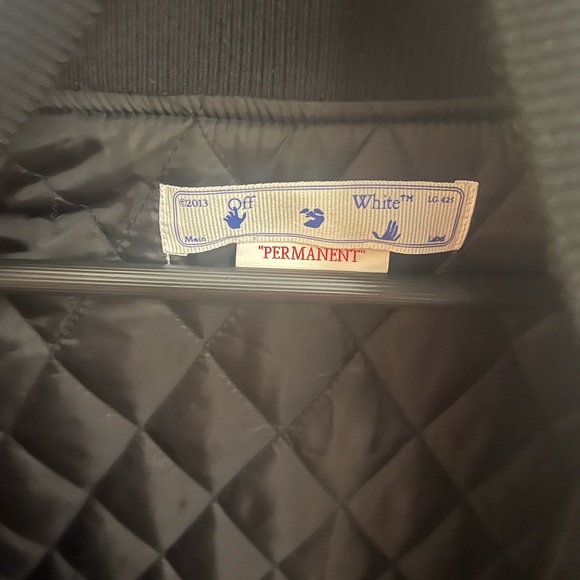 ©2013 Off White™ LG 425
Main Label
"PERMANENT"